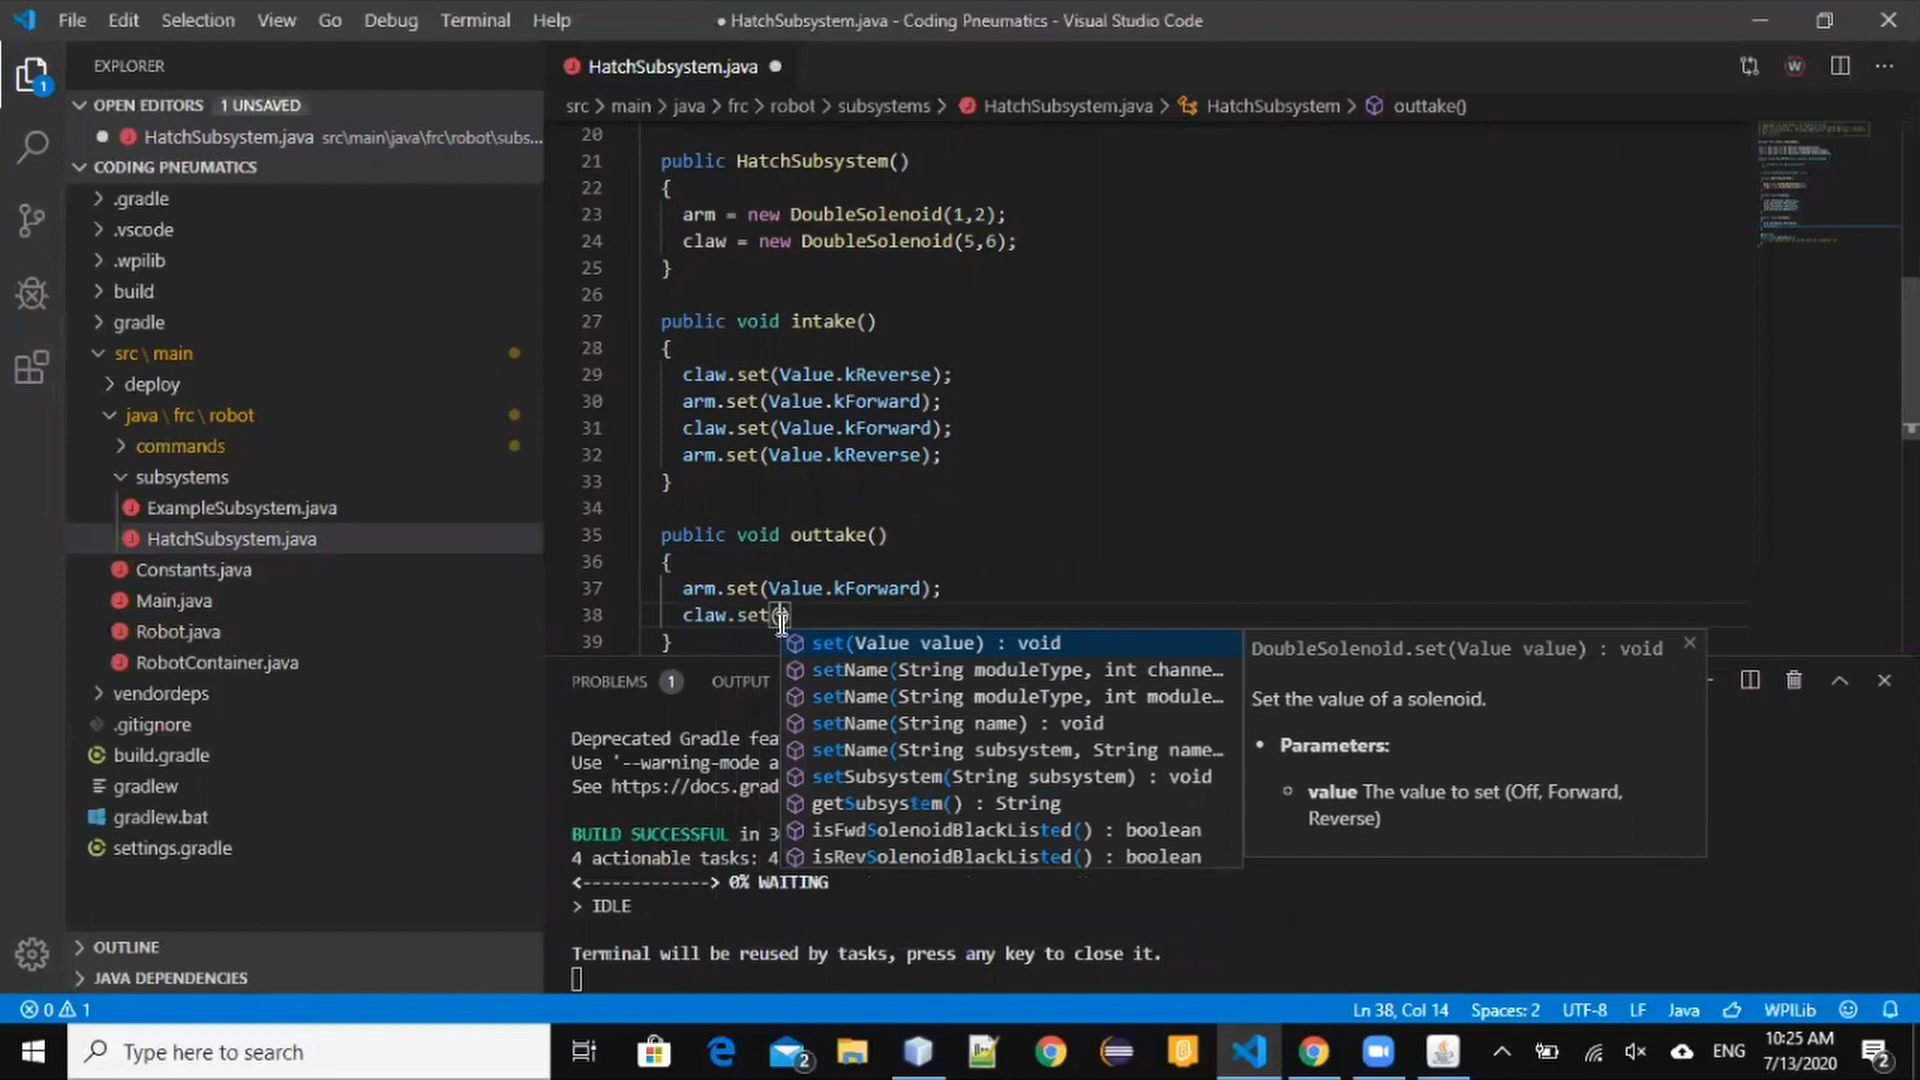 File Edit Selection View Go Debug Terminal Help
● HatchSubsystem.java - Coding Pneumatics - Visual Studio Code
EXPLORER
OPEN EDITORS 1 UNSAVED
HatchSubsystem.java src\main\java\frc\robot\subs...
CODING PNEUMATICS
.gradle
.vscode
.wpilib
build
gradle
src \ main
deploy
java \ frc \ robot
commands
subsystems
ExampleSubsystem.java
HatchSubsystem.java
Constants.java
Main.java
Robot.java
RobotContainer.java
vendordeps
.gitignore
build.gradle
gradlew
gradlew.bat
settings.gradle
OUTLINE
JAVA DEPENDENCIES
HatchSubsystem.java
src > main > java > frc > robot > subsystems > HatchSubsystem.java > HatchSubsystem > outtake()
20
21 public HatchSubsystem()
22 {
23 arm = new DoubleSolenoid(1,2);
24 claw = new DoubleSolenoid(5,6);
25 }
26
27 public void intake()
28 {
29 claw.set(Value.kReverse);
30 arm.set(Value.kForward);
31 claw.set(Value.kForward);
32 arm.set(Value.kReverse);
33 }
34
35 public void outtake()
36 {
37 arm.set(Value.kForward);
38 claw.set()
39 }
set(Value value) : void
setName(String moduleType, int channe...
setName(String moduleType, int module...
setName(String name) : void
setName(String subsystem, String name...
setSubsystem(String subsystem) : void
getSubsystem() : String
isFwdSolenoidBlackListed() : boolean
isRevSolenoidBlackListed() : boolean
DoubleSolenoid.set(Value value) : void
Set the value of a solenoid.
• Parameters:
value The value to set (Off, Forward,
Reverse)
PROBLEMS 1 OUTPUT
Deprecated Gradle fea
Use '--warning-mode a
See https://docs.grad
BUILD SUCCESSFUL in 3
4 actionable tasks: 4
<-------------> 0% WAITING
> IDLE
Terminal will be reused by tasks, press any key to close it.
0 1
Ln 38, Col 14 Spaces: 2 UTF-8 LF Java WPILib
Type here to search
2
ENG
10:25 AM
7/13/2020
2